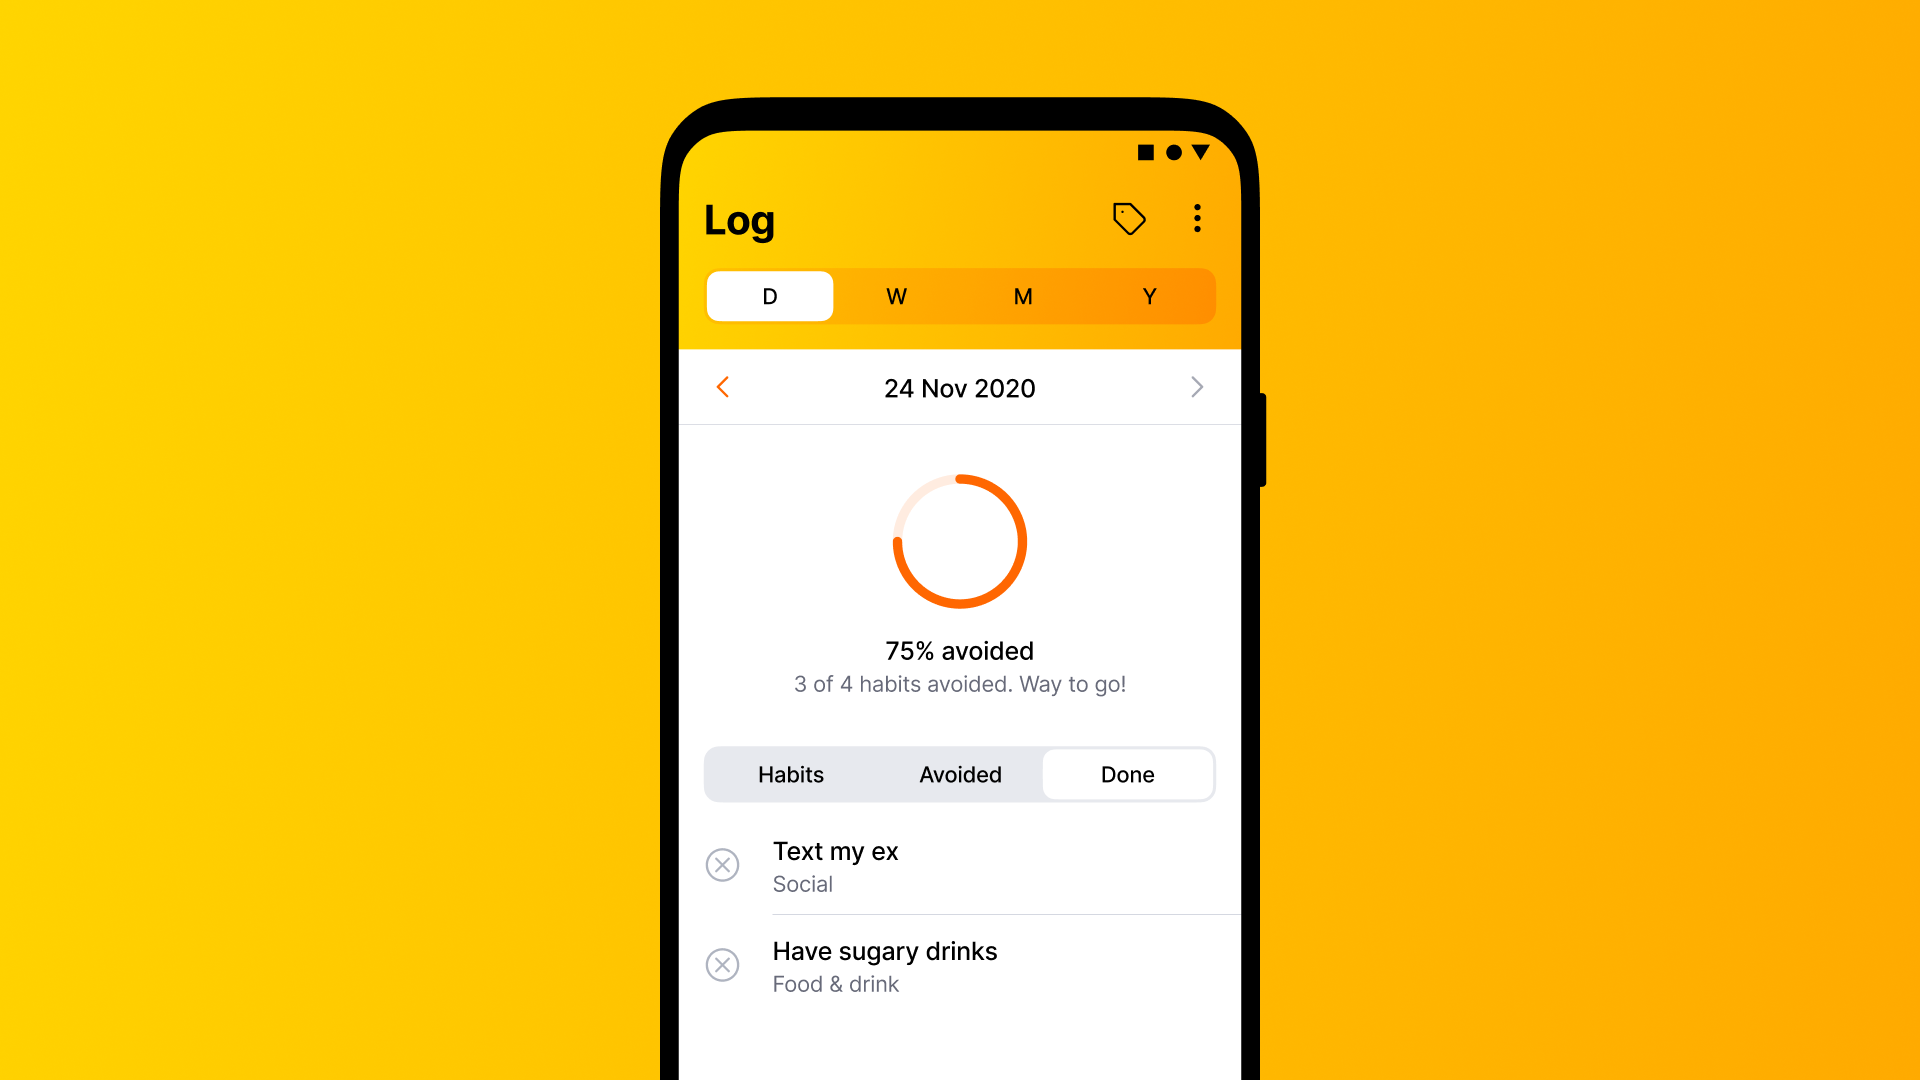 Log
D W M Y
24 Nov 2020
75% avoided
3 of 4 habits avoided. Way to go!
Habits Avoided Done
Text my ex
Social
Have sugary drinks
Food & drink